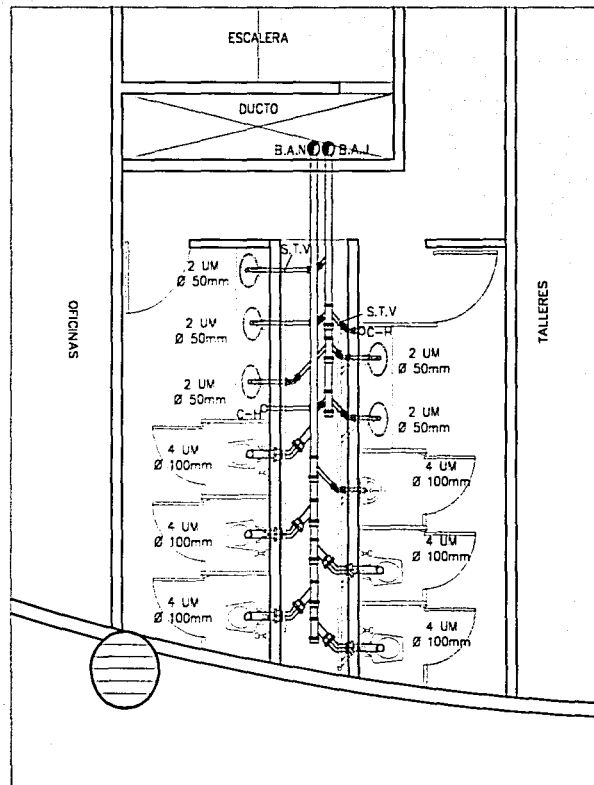 ESCALERA
DUCTO
B.A.N
B.A.J
S.T.V
2 UM
Ø 50mm
S.T.V
C-H
2 UM
Ø 50mm
2 UM
Ø 50mm
2 UM
Ø 50mm
2 UM
Ø 50mm
C-H
4 UM
Ø 100mm
4 UM
Ø 100mm
4 UM
Ø 100mm
4 UM
Ø 100mm
4 UM
Ø 100mm
4 UM
Ø 100mm
OFICINAS
TALLERES